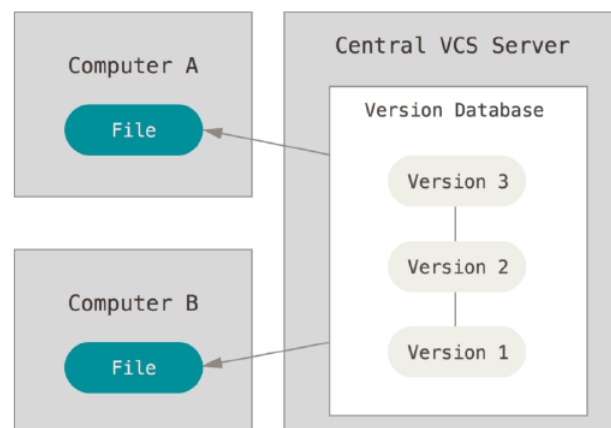 Computer A
File
Computer B
File
Central VCS Server
Version Database
Version 3
Version 2
Version 1